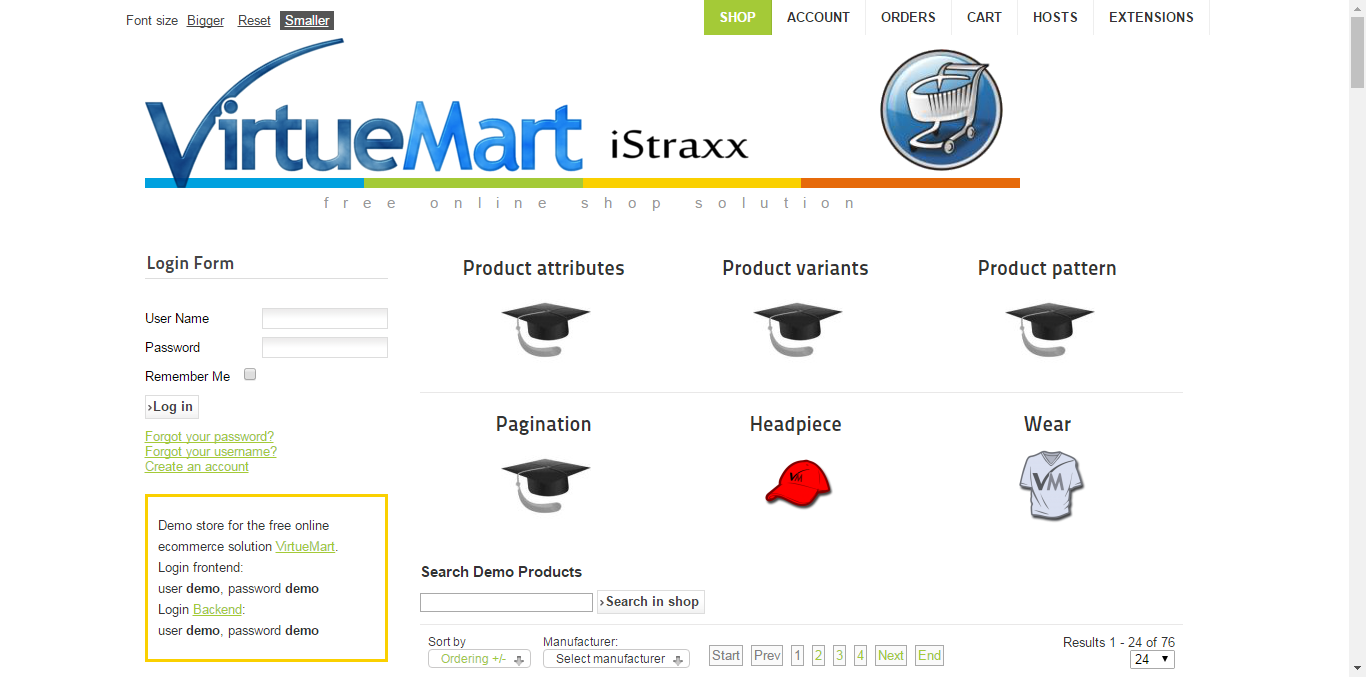 Font size Bigger Reset Smaller
SHOP ACCOUNT ORDERS CART HOSTS EXTENSIONS
VirtueMart iStraxx
free online shop solution
Login Form
User Name
Password
Remember Me
›Log in
Forgot your password?
Forgot your username?
Create an account
Demo store for the free online
ecommerce solution VirtueMart.
Login frontend:
user demo, password demo
Login Backend:
user demo, password demo
Product attributes Product variants Product pattern
Pagination Headpiece Wear
VM VM
Search Demo Products
›Search in shop
Sort by Manufacturer: Results 1 - 24 of 76
Ordering +/- Select manufacturer Start Prev 1 2 3 4 Next End 24